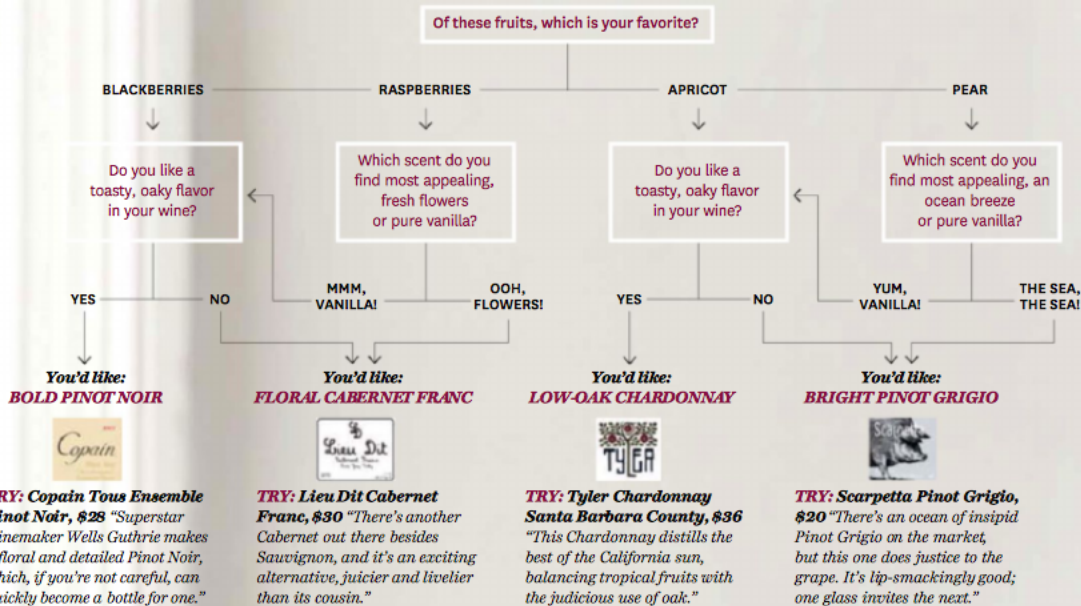 Of these fruits, which is your favorite?
BLACKBERRIES
RASPBERRIES
APRICOT
PEAR
Do you like a
toasty, oaky flavor
in your wine?
Which scent do you
find most appealing,
fresh flowers
or pure vanilla?
Do you like a
toasty, oaky flavor
in your wine?
Which scent do you
find most appealing, an
ocean breeze
or pure vanilla?
YES
NO
MMM,
VANILLA!
OOH,
FLOWERS!
YES
NO
YUM,
VANILLA!
THE SEA,
THE SEA!
You'd like:
BOLD PINOT NOIR
Copain
RY: Copain Tous Ensemble
inot Noir, $28 “Superstar
inemaker Wells Guthrie makes
floral and detailed Pinot Noir,
hich, if you're not careful, can
uickly become a bottle for one.”
You'd like:
FLORAL CABERNET FRANC
LD
Lieu Dit
TRY: Lieu Dit Cabernet
Franc, $30 “There's another
Cabernet out there besides
Sauvignon, and it's an exciting
alternative, juicier and livelier
than its cousin.”
You'd like:
LOW-OAK CHARDONNAY
TYLER
TRY: Tyler Chardonnay
Santa Barbara County, $36
“This Chardonnay distills the
best of the California sun,
balancing tropical fruits with
the judicious use of oak.”
You'd like:
BRIGHT PINOT GRIGIO
TRY: Scarpetta Pinot Grigio,
$20 “There's an ocean of insipid
Pinot Grigio on the market,
but this one does justice to the
grape. It's lip-smackingly good;
one glass invites the next.”